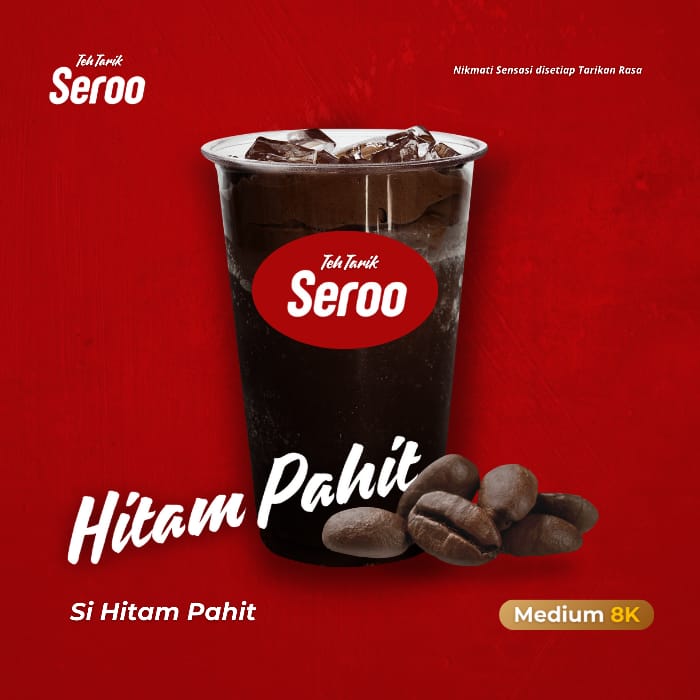 Teh Tarik
Seroo
Nikmati Sensasi disetiap Tarikan Rasa
Teh Tarik
Seroo
Hitam Pahit
Si Hitam Pahit
Medium 8K